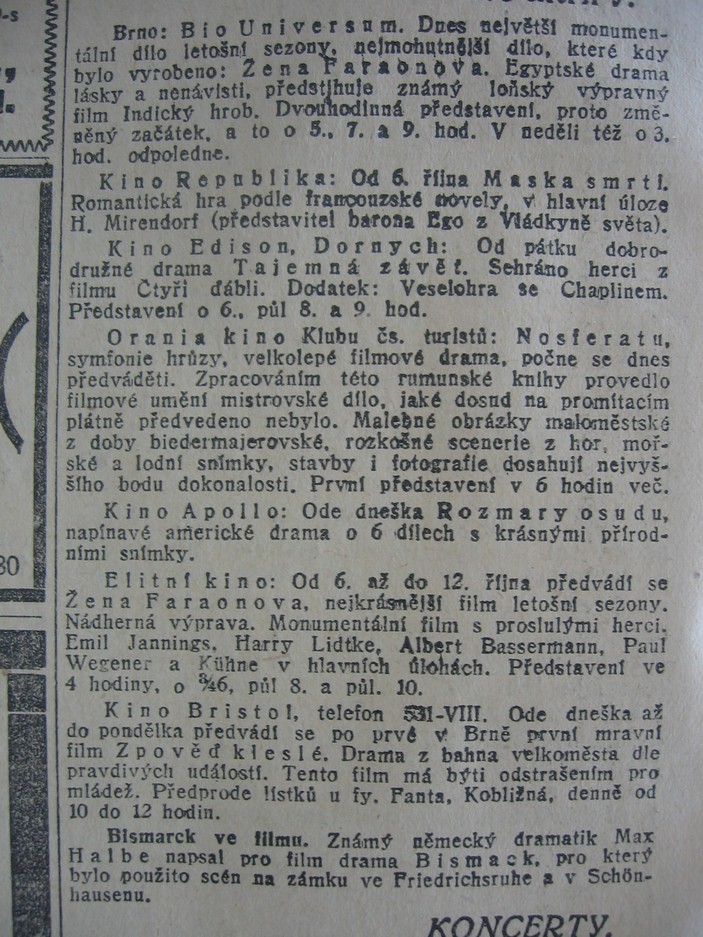 Brno: Bio Universum. Dnes největší monumen-
tální dílo letošní sezony, nejmohutnější dílo, které kdy
bylo vyrobeno: Žena Faraonova. Egyptské drama
lásky a nenávisti, předstihuje známý loňský výpravný
film Indický hrob. Dvouhodinná představení, proto změ-
něný začátek, a to o 5., 7. a 9. hod. V neděli též o 3.
hod. odpoledne.
Kino Republika: Od 6. října Maska smrti.
Romantická hra podle francouzské novely, v hlavní úloze
H. Mirendorf (představitel barona Ego z Vládkyně světa).
Kino Edison, Dornych: Od pátku dobro-
družné drama Tajemná závěť. Sehráno herci z
filmu Čtyři ďábli. Dodatek: Veselohra se Chaplinem.
Představení o 6., půl 8. a 9. hod.
Orania kino Klubu čs. turistů: Nosferatu,
symfonie hrůzy, velkolepé filmové drama, počne se dnes
předváděti. Zpracováním této rumunské knihy provedlo
filmové umění mistrovské dílo, jaké dosud na promítacím
plátně předvedeno nebylo. Malebné obrázky maloměstské
z doby biedermajerovské, rozkošné scenerie z hor, moř-
ské a lodní snímky, stavby i fotografie dosahují nejvyš-
šího bodu dokonalosti. První představení v 6 hodin več.
Kino Apollo: Ode dneška Rozmary osudu,
napínavé americké drama o 6 dílech s krásnými přírod-
ními snímky.
Elitní kino: Od 6. až do 12. října předvádí se
Žena Faraonova, nejkrásnější film letošní sezony.
Nádherná výprava. Monumentální film s proslulými herci.
Emil Jannings, Harry Lidtke, Albert Bassermann, Paul
Wegener a Kühne v hlavních úlohách. Představení ve
4 hodiny, o ¾6, půl 8. a půl. 10.
Kino Bristol, telefon 531-VIII. Ode dneška až
do pondělka předvádí se po prvé v Brně první mravní
film Zpověď kleslé. Drama z bahna velkoměsta dle
pravdivých událostí. Tento film má býti odstrašením pro
mládež. Předprode lístků u fy. Fanta, Kobližná, denně od
10 do 12 hodin.
Bismarck ve filmu. Známý německý dramatik Max
Halbe napsal pro film drama Bismack, pro který
bylo použito scén na zámku ve Friedrichsruhe a v Schön-
hausenu.
KONCERTY.